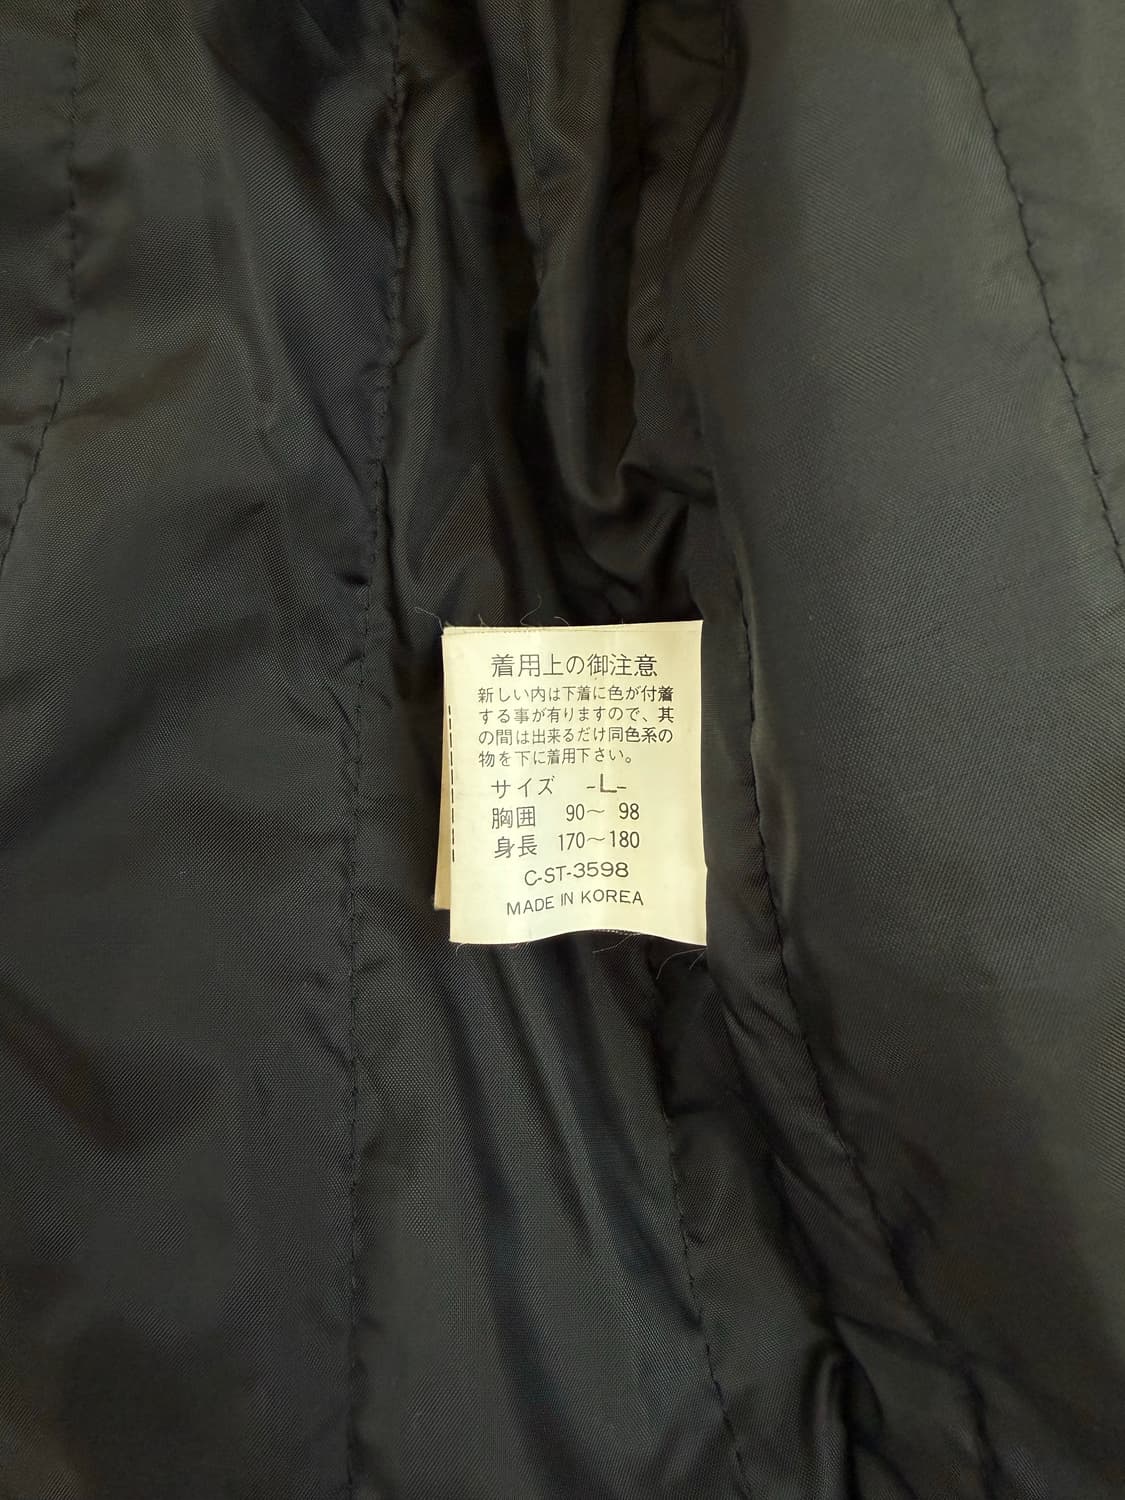 着用上の御注意
新しい内は下着に色が付着
する事が有りますので、其
の間は出来るだけ同色系の
物を下に着用下さい。
サイズ -L-
胸囲 90～ 98
身長 170～180
C-ST-3598
MADE IN KOREA